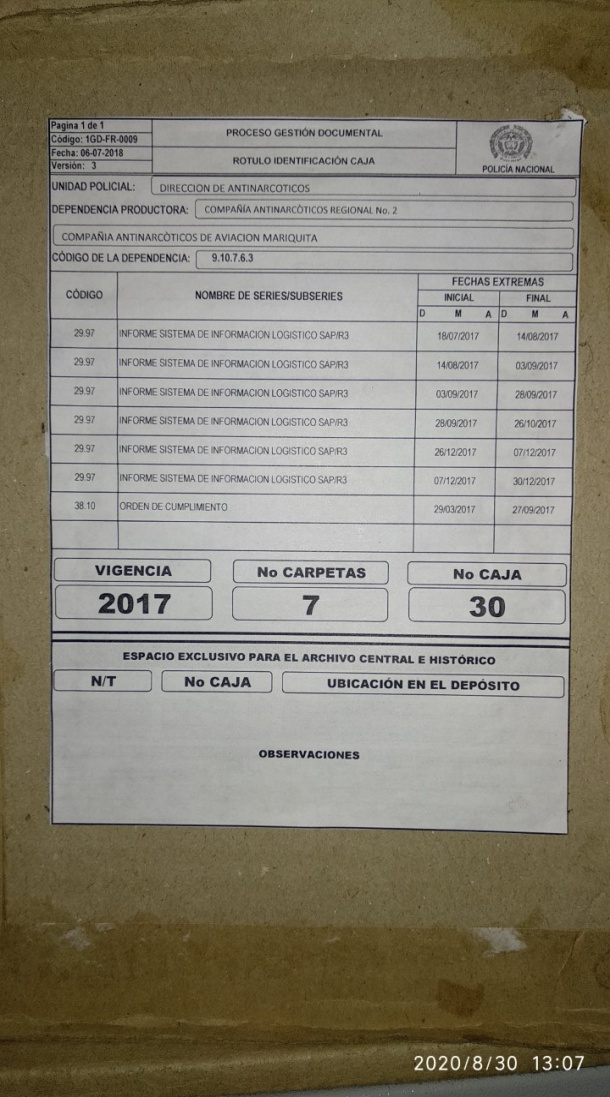 Pagina 1 de 1
Código: 1GD-FR-0009
Fecha: 06-07-2018
Versión: 3
PROCESO GESTIÓN DOCUMENTAL
ROTULO IDENTIFICACIÓN CAJA
POLICÍA NACIONAL
UNIDAD POLICIAL: DIRECCION DE ANTINARCOTICOS
DEPENDENCIA PRODUCTORA: COMPAÑÍA ANTINARCÒTICOS REGIONAL No. 2
COMPAÑIA ANTINARCÒTICOS DE AVIACION MARIQUITA
CÓDIGO DE LA DEPENDENCIA: 9.10.7.6.3
CÓDIGO NOMBRE DE SERIES/SUBSERIES FECHAS EXTREMAS
INICIAL FINAL
D M A D M A
29.97 INFORME SISTEMA DE INFORMACION LOGISTICO SAP/R3 18/07/2017 14/08/2017
29.97 INFORME SISTEMA DE INFORMACION LOGISTICO SAP/R3 14/08/2017 03/09/2017
29.97 INFORME SISTEMA DE INFORMACION LOGISTICO SAP/R3 03/09/2017 28/09/2017
29.97 INFORME SISTEMA DE INFORMACION LOGISTICO SAP/R3 28/09/2017 26/10/2017
29.97 INFORME SISTEMA DE INFORMACION LOGISTICO SAP/R3 26/12/2017 07/12/2017
29.97 INFORME SISTEMA DE INFORMACION LOGISTICO SAP/R3 07/12/2017 30/12/2017
38.10 ORDEN DE CUMPLIMIENTO 29/03/2017 27/09/2017
VIGENCIA No CARPETAS No CAJA
2017 7 30
ESPACIO EXCLUSIVO PARA EL ARCHIVO CENTRAL E HISTÓRICO
N/T No CAJA UBICACIÓN EN EL DEPÓSITO
OBSERVACIONES
2020/8/30 13:07